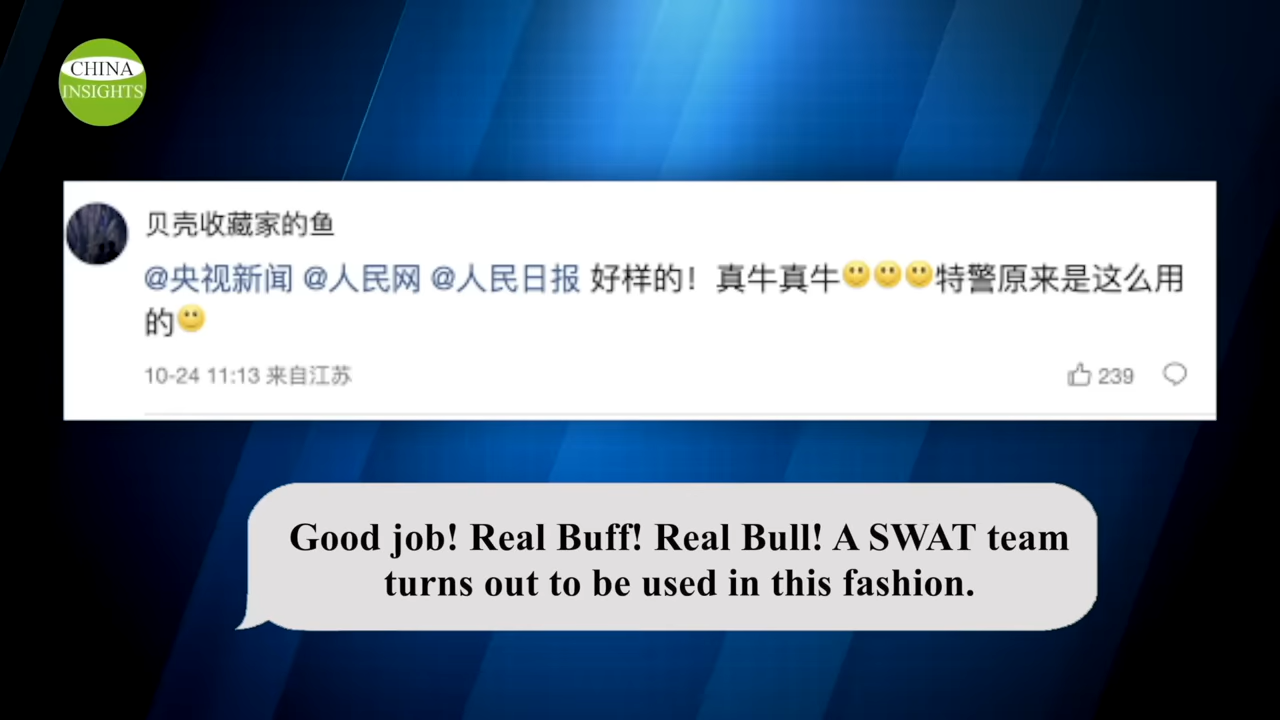 CHINA
INSIGHTS
贝壳收藏家的鱼
@央视新闻 @人民网 @人民日报 好样的！真牛真牛🙂🙂🙂特警原来是这么用
的🙂
10-24 11:13 来自江苏
239
Good job! Real Buff! Real Bull! A SWAT team
turns out to be used in this fashion.